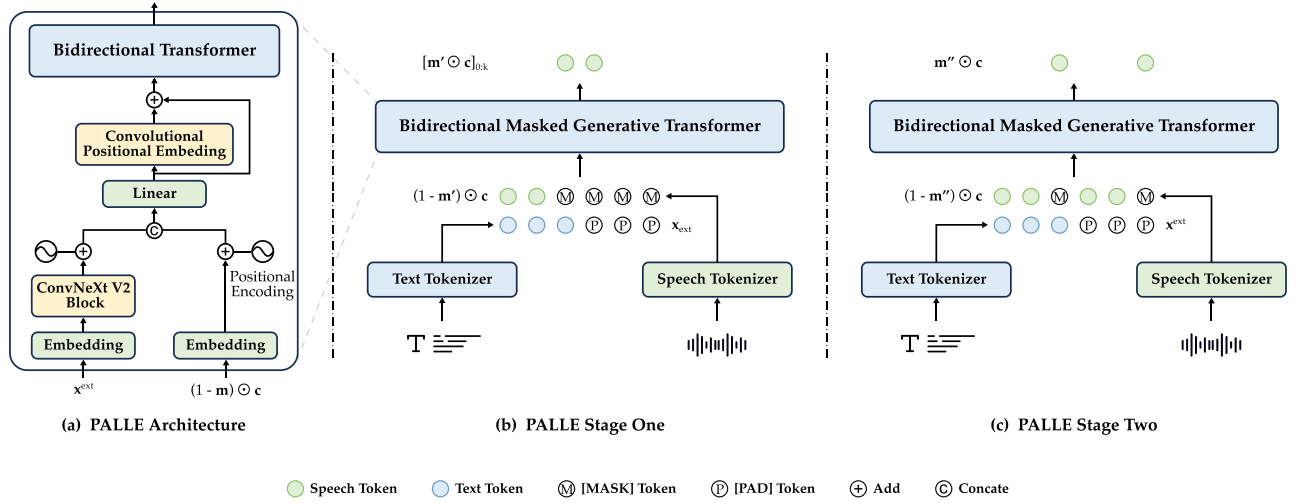 Bidirectional Transformer
+
Convolutional
Positional Embeding
Linear
C
+
+
ConvNeXt V2
Block
Positional
Encoding
Embedding
Embedding
x^ext
(1 - m) ⊙ c
(a) PALLE Architecture
[m′ ⊙ c]_0:k
Bidirectional Masked Generative Transformer
(1 - m′) ⊙ c
M M M M
P P P
x_ext
Text Tokenizer
Speech Tokenizer
T
(b) PALLE Stage One
m″ ⊙ c
Bidirectional Masked Generative Transformer
(1 - m″) ⊙ c
M M
P P P
x^ext
Text Tokenizer
Speech Tokenizer
T
(c) PALLE Stage Two
Speech Token
Text Token
M [MASK] Token
P [PAD] Token
+ Add
C Concate